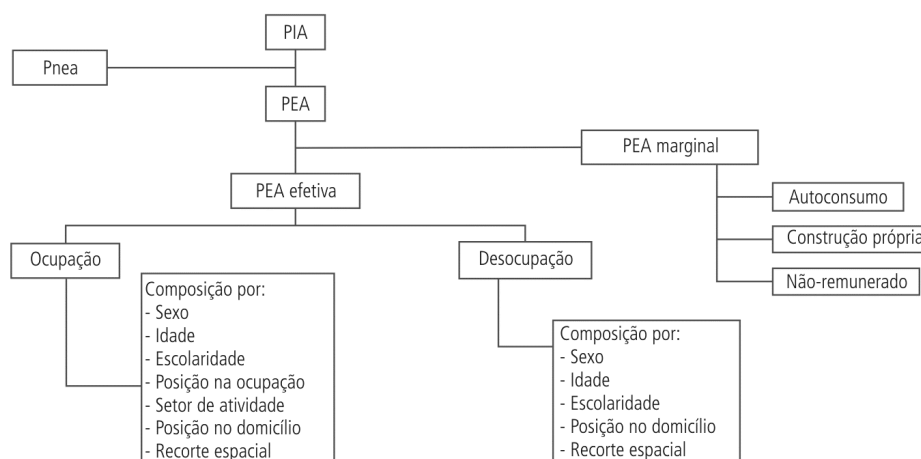 PIA
Pnea
PEA
PEA marginal
PEA efetiva
Autoconsumo
Construção própria
Não-remunerado
Ocupação
Desocupação
Composição por:
- Sexo
- Idade
- Escolaridade
- Posição na ocupação
- Setor de atividade
- Posição no domicílio
- Recorte espacial
Composição por:
- Sexo
- Idade
- Escolaridade
- Posição no domicílio
- Recorte espacial